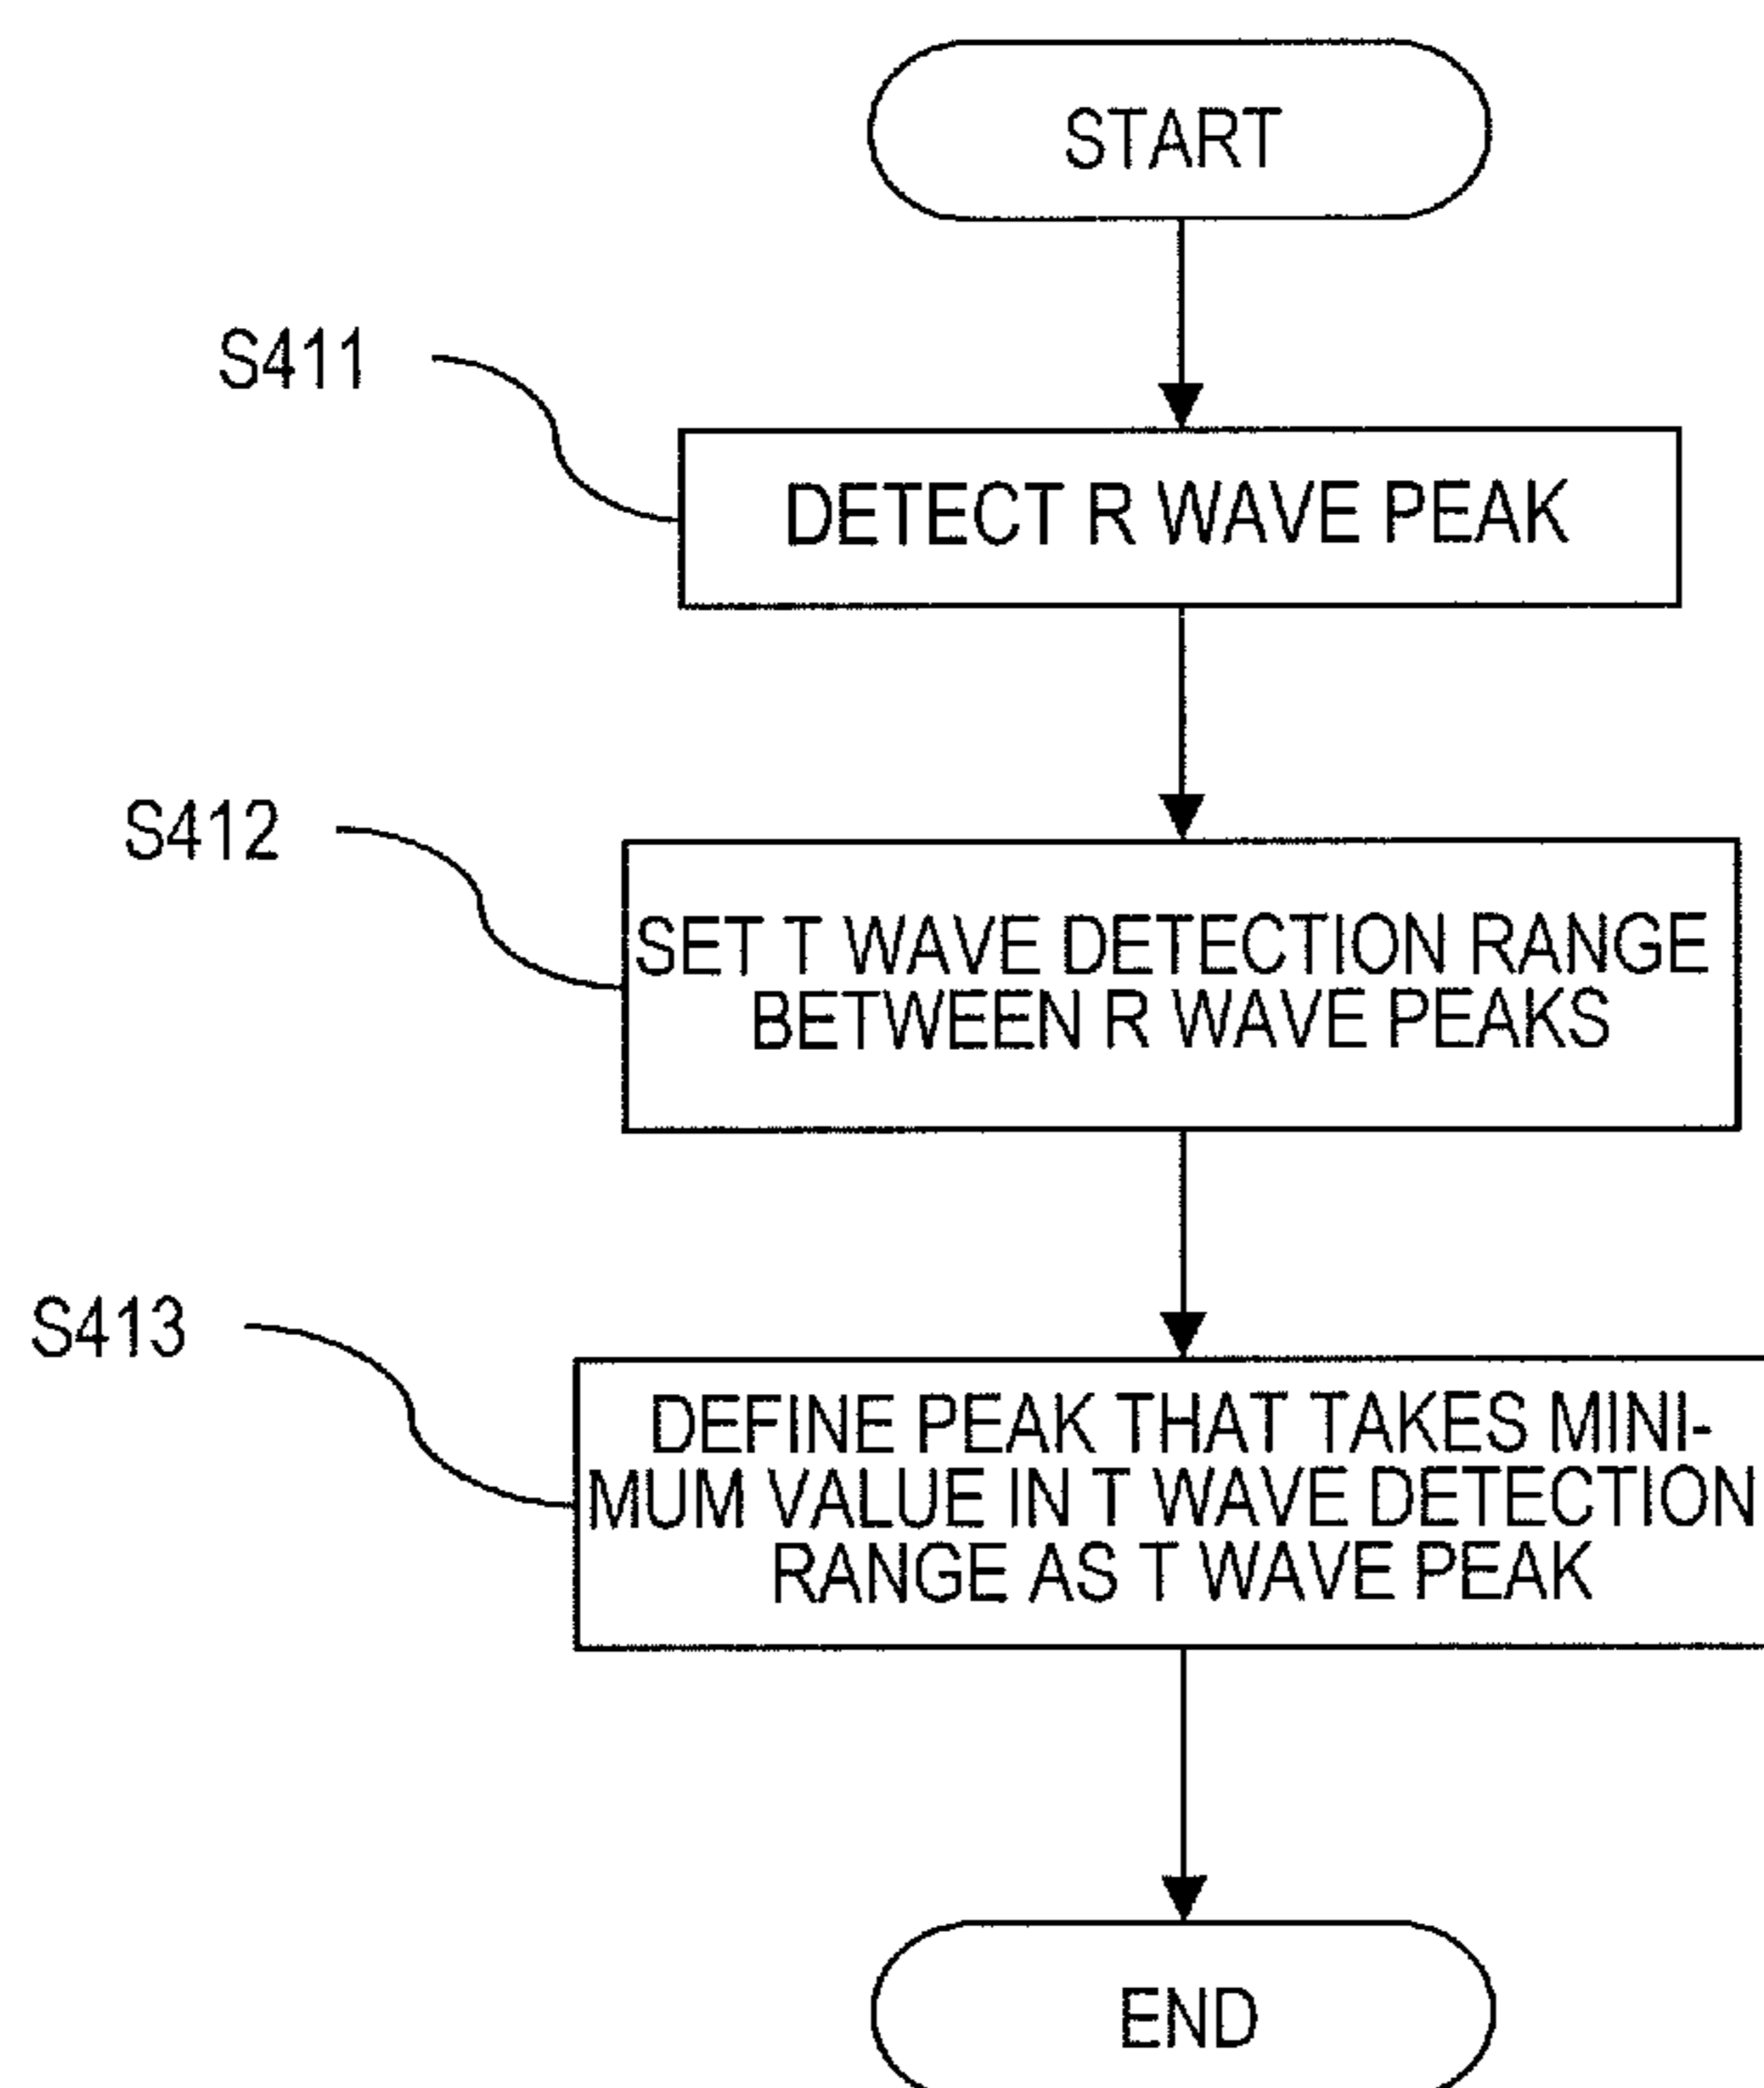 START
S411
DETECT R WAVE PEAK
S412
SET T WAVE DETECTION RANGE
BETWEEN R WAVE PEAKS
S413
DEFINE PEAK THAT TAKES MINI-
MUM VALUE IN T WAVE DETECTION
RANGE AS T WAVE PEAK
END